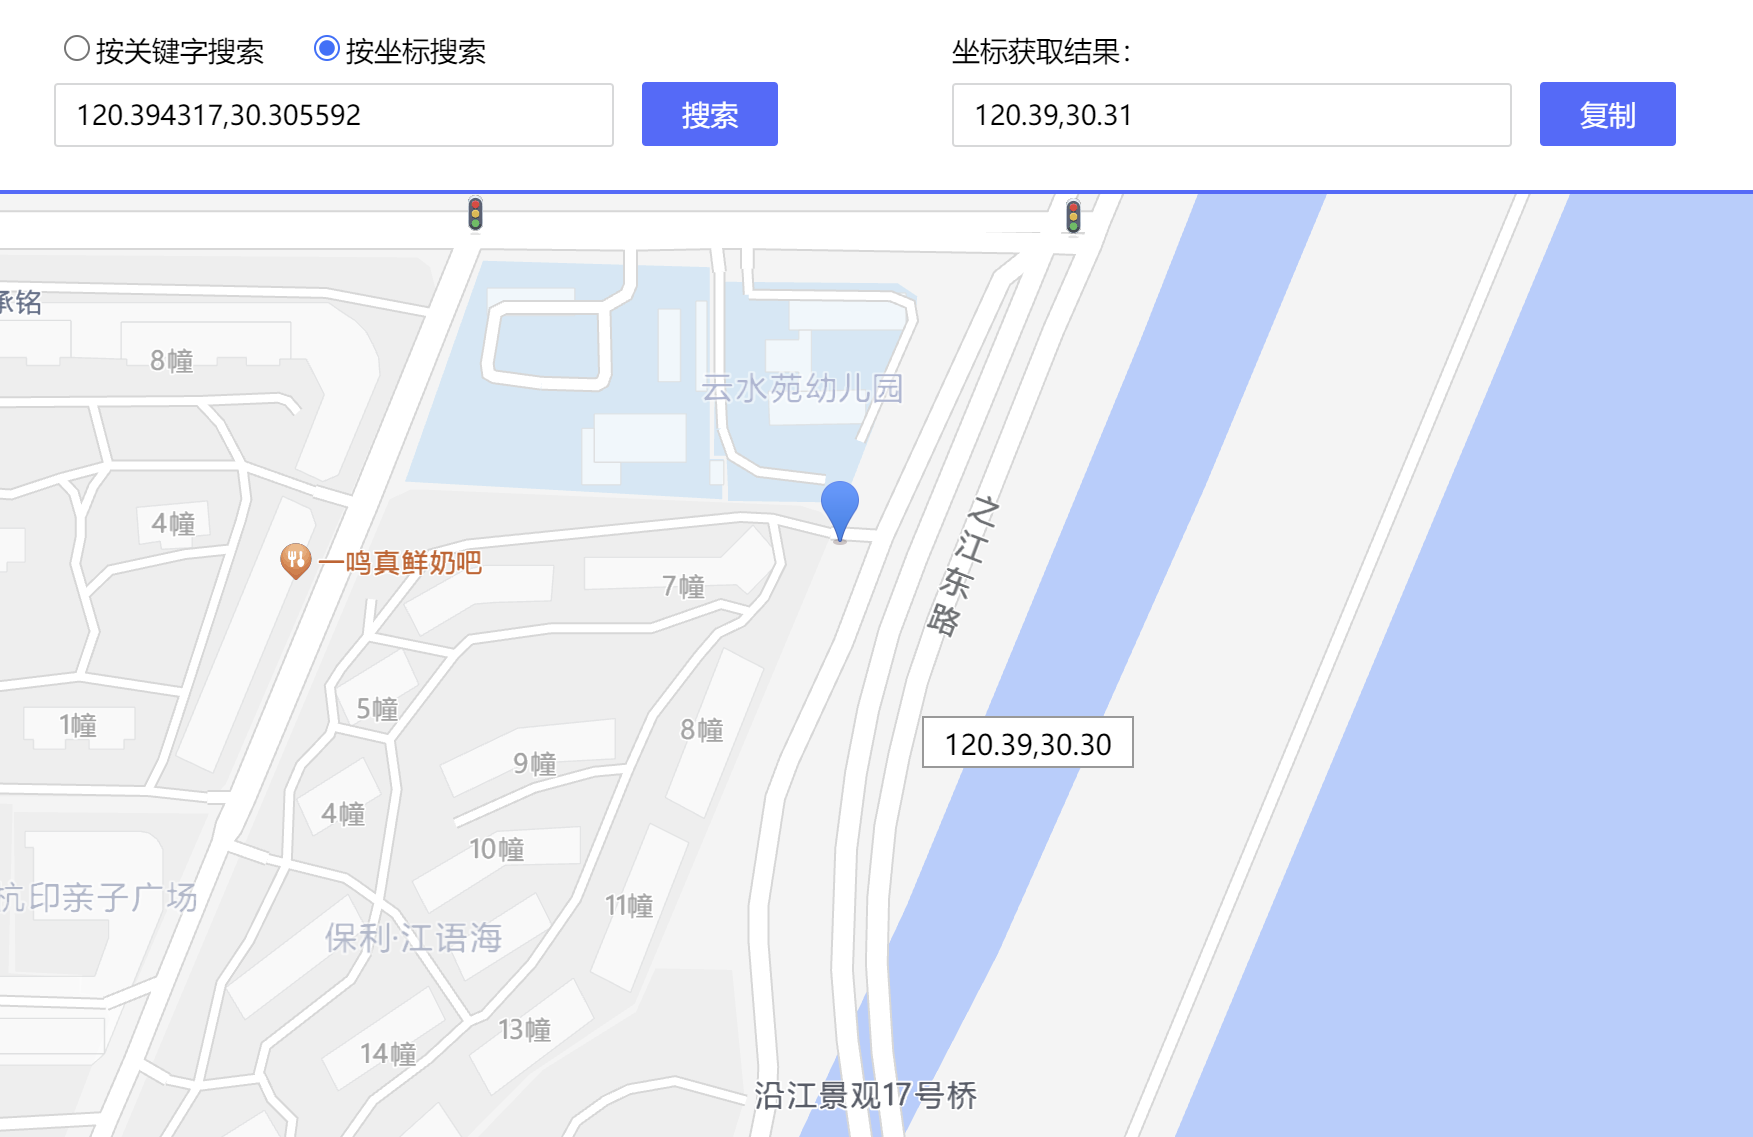 按关键字搜索
按坐标搜索
坐标获取结果:
120.394317,30.305592
搜索
120.39,30.31
复制
承铭
8幢
云水苑幼儿园
4幢
一鸣真鲜奶吧
7幢
之江东路
5幢
1幢
8幢
120.39,30.30
9幢
4幢
10幢
杭印亲子广场
11幢
保利·江语海
13幢
14幢
沿江景观17号桥